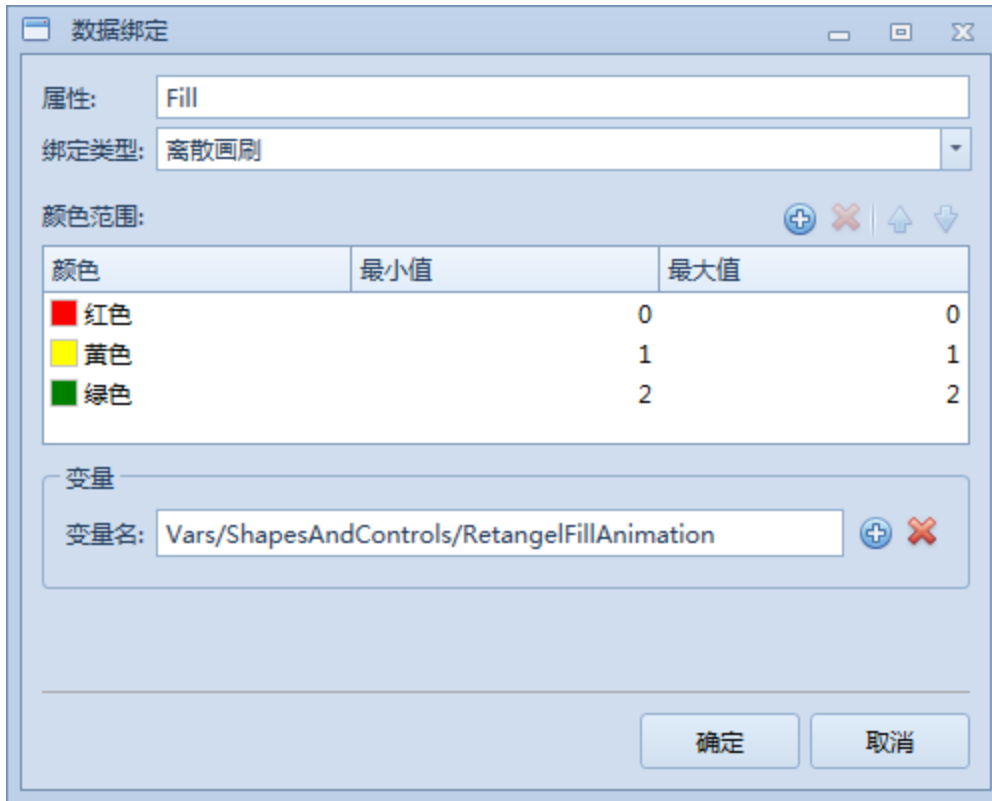 数据绑定
属性: Fill
绑定类型: 离散画刷
颜色范围:
颜色 最小值 最大值
红色 0 0
黄色 1 1
绿色 2 2
变量
变量名: Vars/ShapesAndControls/RetangelFillAnimation
确定 取消